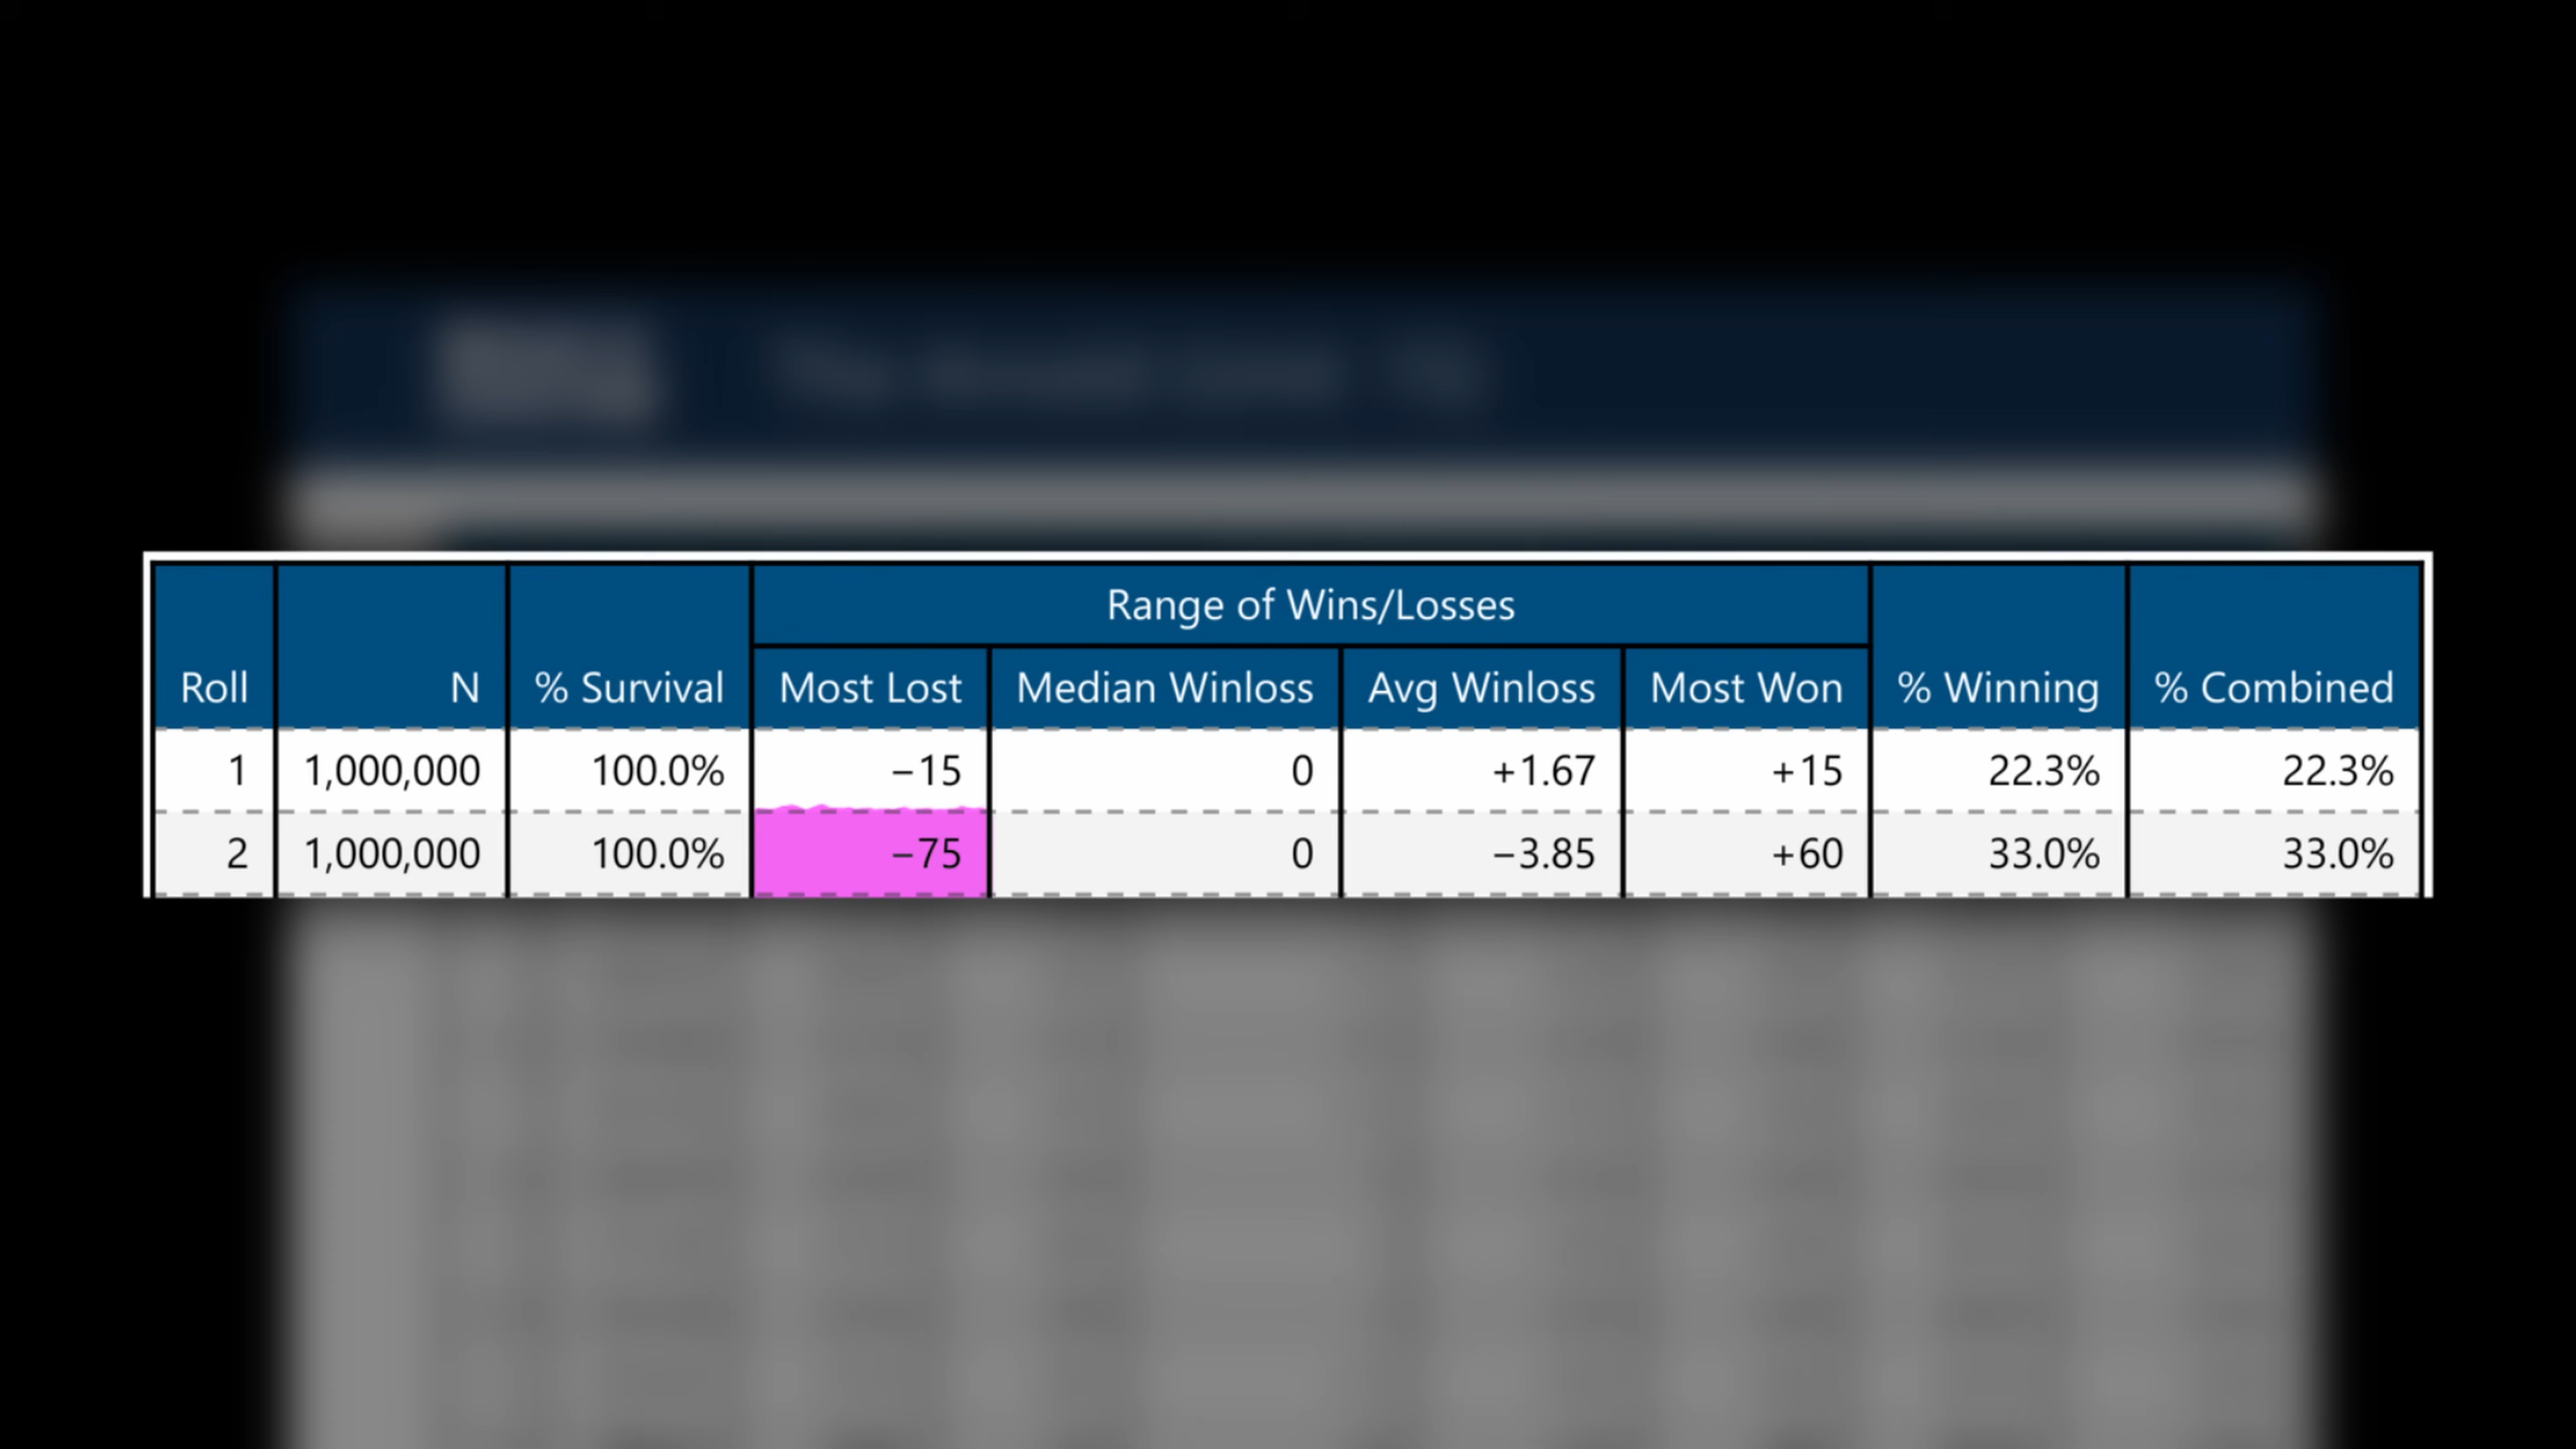 Range of Wins/Losses
Roll N % Survival Most Lost Median Winloss Avg Winloss Most Won % Winning % Combined
1 1,000,000 100.0% −15 0 +1.67 +15 22.3% 22.3%
2 1,000,000 100.0% −75 0 −3.85 +60 33.0% 33.0%